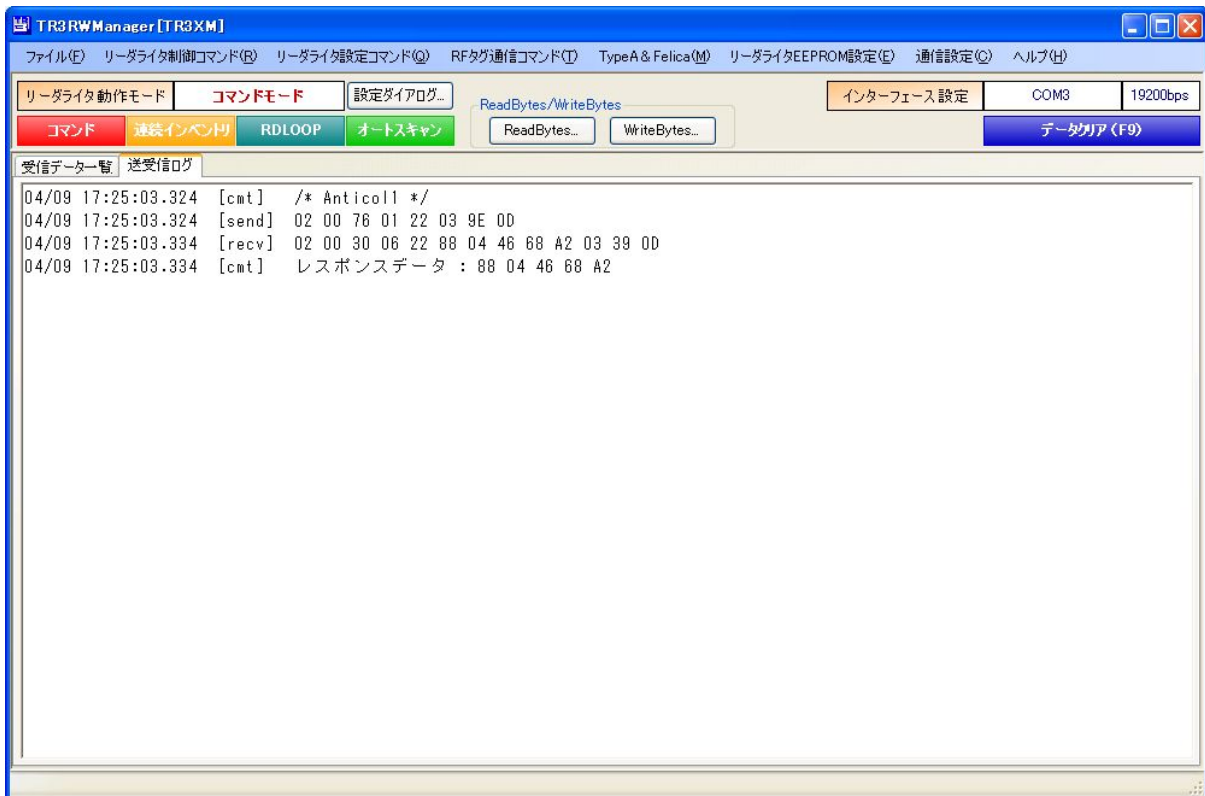 TR3RWManager[TR3XM]
ファイル(F) リーダライタ制御コマンド(R) リーダライタ設定コマンド(Q) RFタグ通信コマンド(T) TypeA&Felica(M) リーダライタEEPROM設定(E) 通信設定(C) ヘルプ(H)
リーダライタ動作モード コマンドモード 設定ダイアログ... ReadBytes/WriteBytes インターフェース設定 COM3 19200bps
コマンド 連続インベントリ RDLOOP オートスキャン ReadBytes... WriteBytes... データクリア(F9)
受信データ一覧 送受信ログ
04/09 17:25:03.324 [cmt] /* Anticol1 */
04/09 17:25:03.324 [send] 02 00 76 01 22 03 9E 0D
04/09 17:25:03.334 [recv] 02 00 30 06 22 88 04 46 68 A2 03 39 0D
04/09 17:25:03.334 [cmt] レスポンスデータ : 88 04 46 68 A2